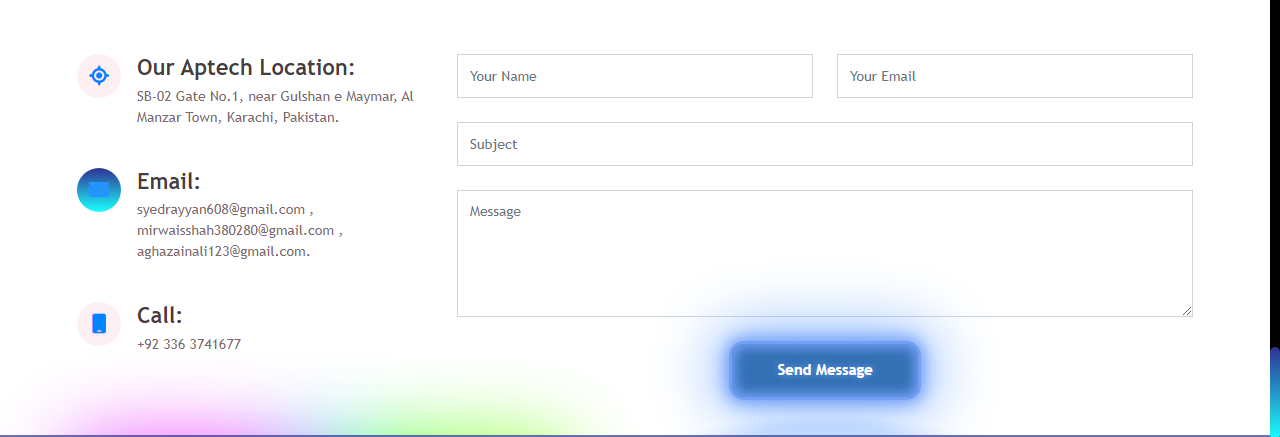 Our Aptech Location:
SB-02 Gate No.1, near Gulshan e Maymar, Al
Manzar Town, Karachi, Pakistan.
Email:
syedrayyan608@gmail.com ,
mirwaisshah380280@gmail.com ,
aghazainali123@gmail.com.
Call:
+92 336 3741677
Your Name
Your Email
Subject
Message
Send Message